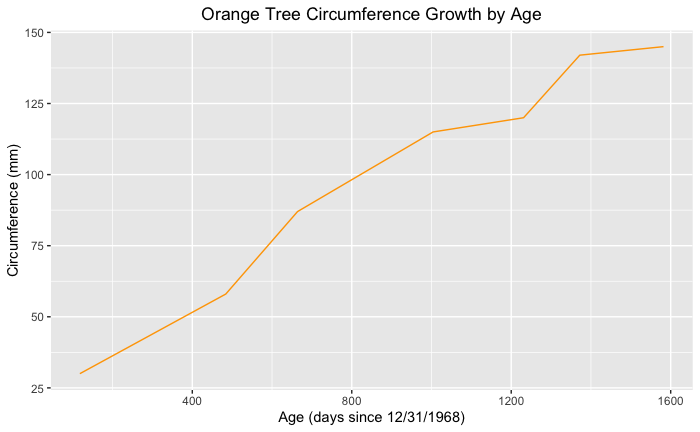 Orange Tree Circumference Growth by Age
Circumference (mm)
150
125
100
75
50
25
400 800 1200 1600
Age (days since 12/31/1968)